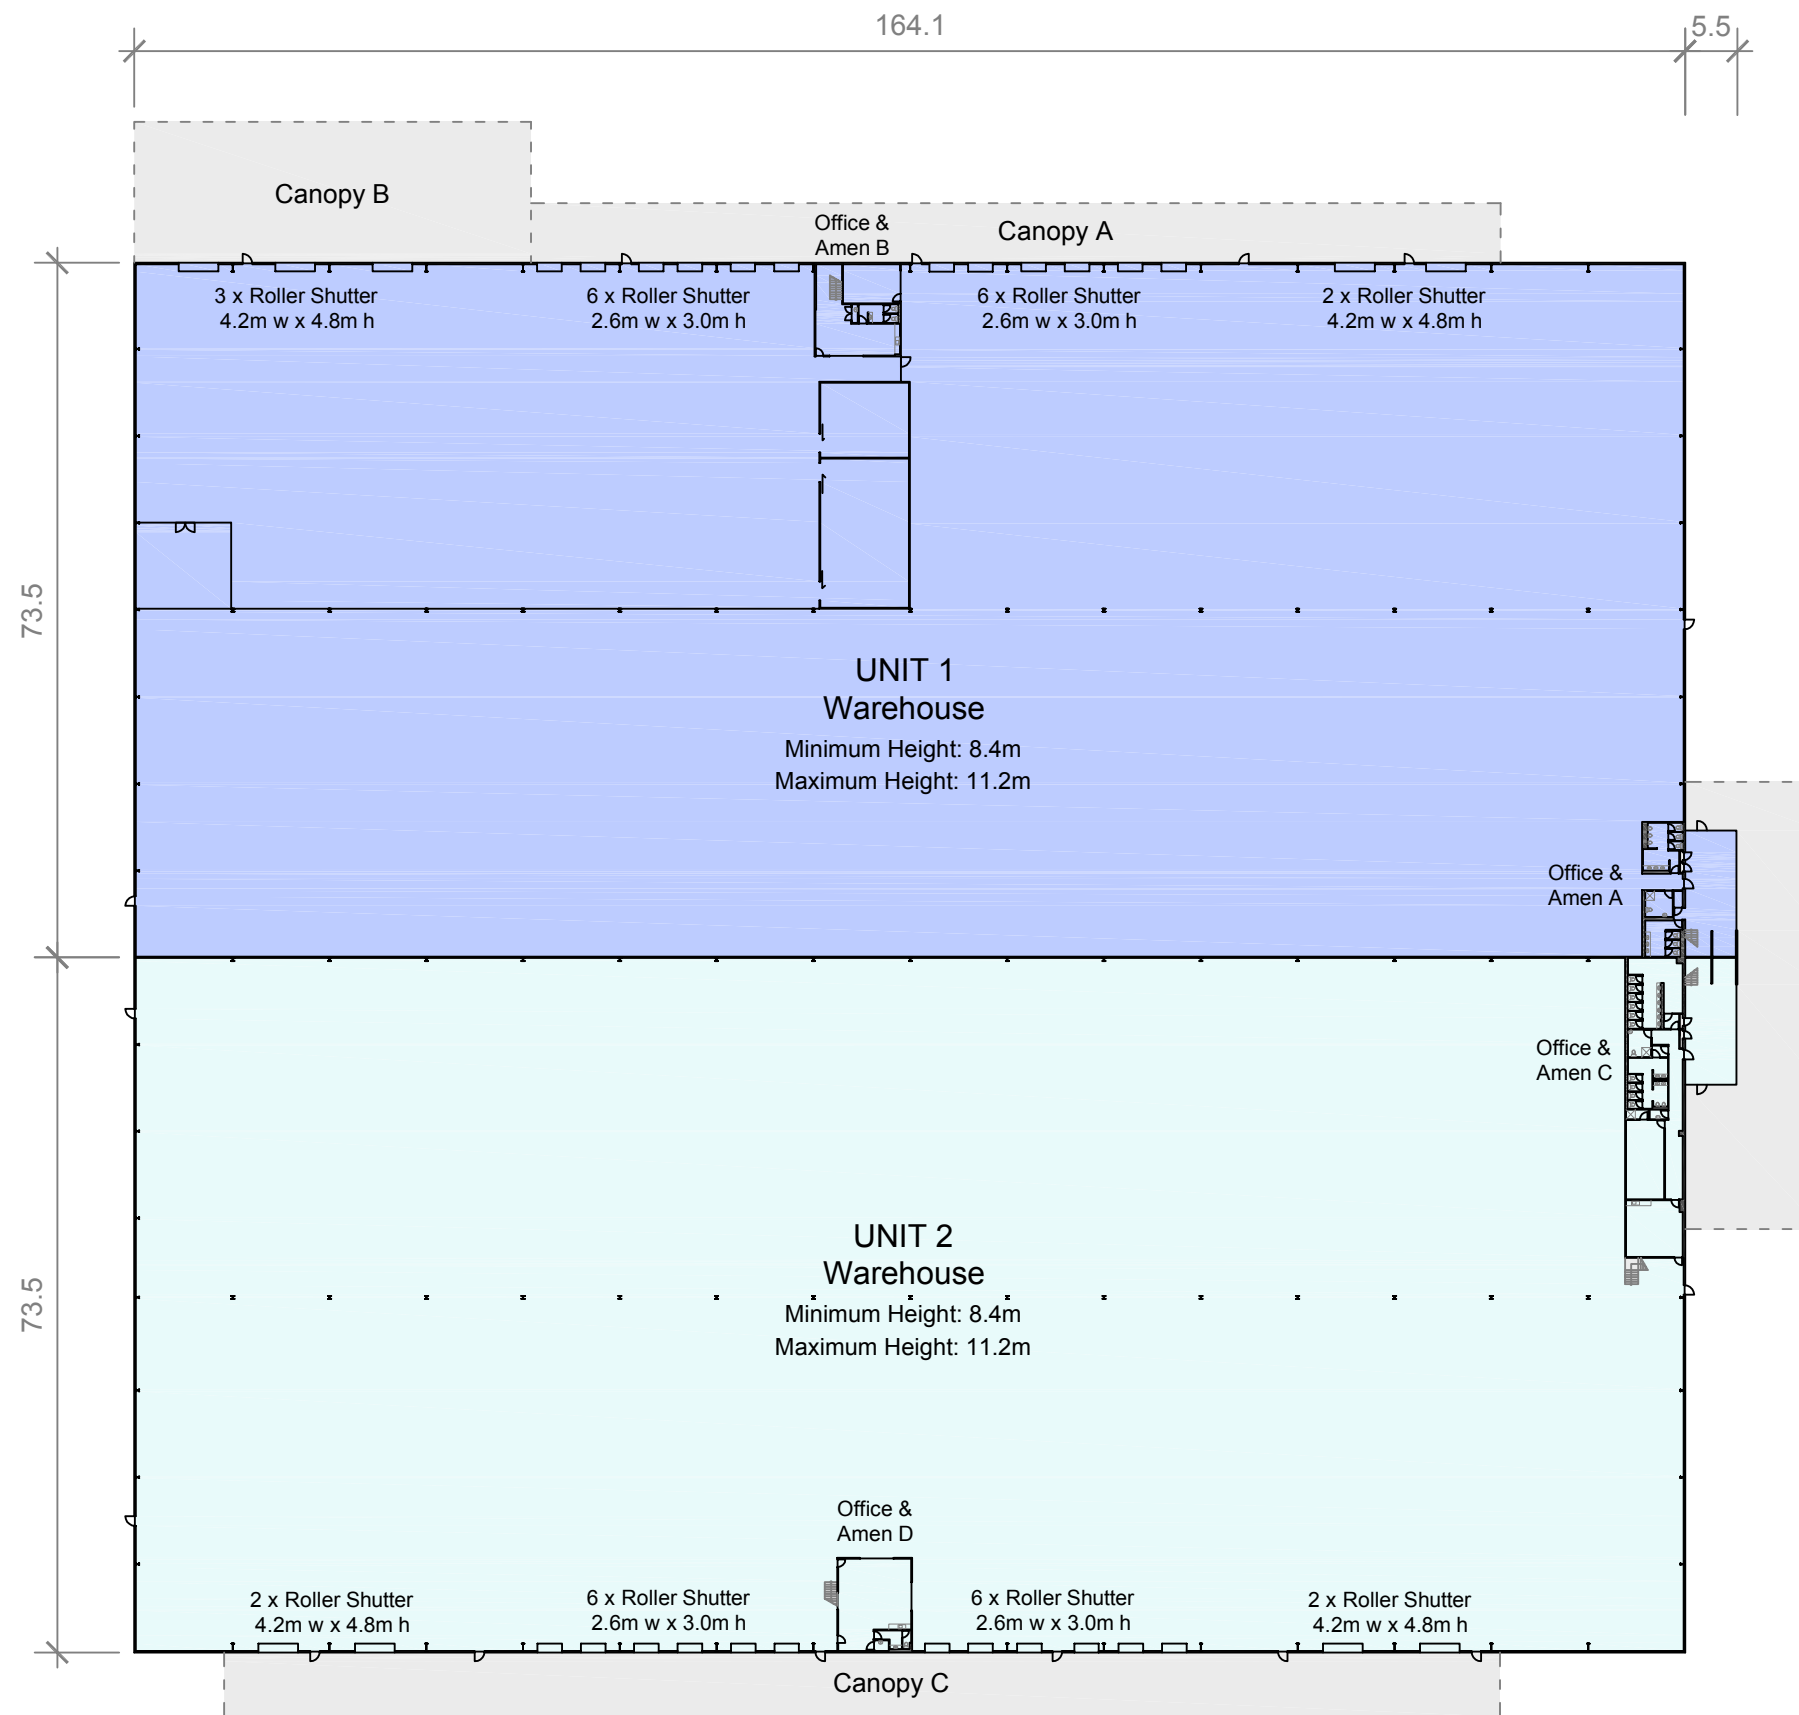 164.1
5.5
Canopy B
Canopy A
Office &
Amen B
3 x Roller Shutter
4.2m w x 4.8m h
6 x Roller Shutter
2.6m w x 3.0m h
6 x Roller Shutter
2.6m w x 3.0m h
2 x Roller Shutter
4.2m w x 4.8m h
73.5
UNIT 1
Warehouse
Minimum Height: 8.4m
Maximum Height: 11.2m
Office &
Amen A
Office &
Amen C
73.5
UNIT 2
Warehouse
Minimum Height: 8.4m
Maximum Height: 11.2m
Office &
Amen D
2 x Roller Shutter
4.2m w x 4.8m h
6 x Roller Shutter
2.6m w x 3.0m h
6 x Roller Shutter
2.6m w x 3.0m h
2 x Roller Shutter
4.2m w x 4.8m h
Canopy C